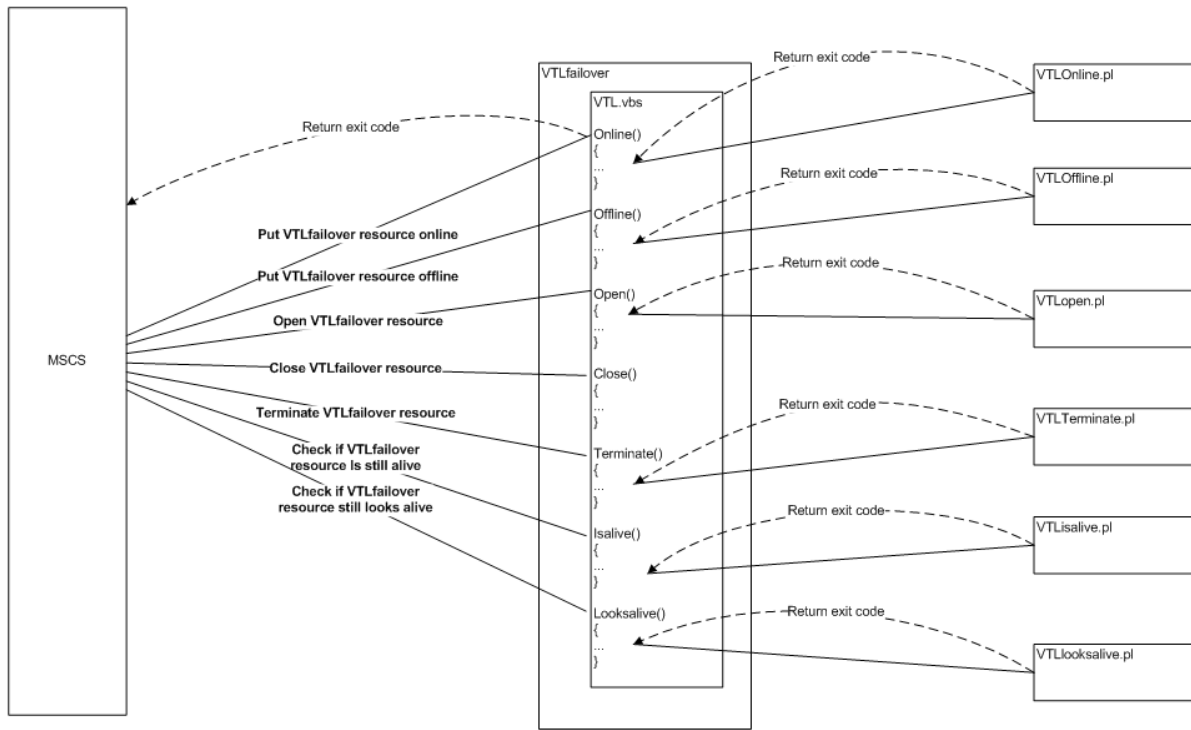 MSCS
Return exit code
Put VTLfailover resource online
Put VTLfailover resource offline
Open VTLfailover resource
Close VTLfailover resource
Terminate VTLfailover resource
Check if VTLfailover
resource Is still alive
Check if VTLfailover
resource still looks alive
VTLfailover
VTL.vbs
Online()
{
...
}
Offline()
{
...
}
Open()
{
...
}
Close()
{
...
}
Terminate()
{
...
}
Isalive()
{
...
}
Looksalive()
{
...
}
Return exit code
VTLOnline.pl
Return exit code
VTLOffline.pl
Return exit code
VTLopen.pl
Return exit code
VTLTerminate.pl
Return exit code
VTLisalive.pl
Return exit code
VTLlooksalive.pl